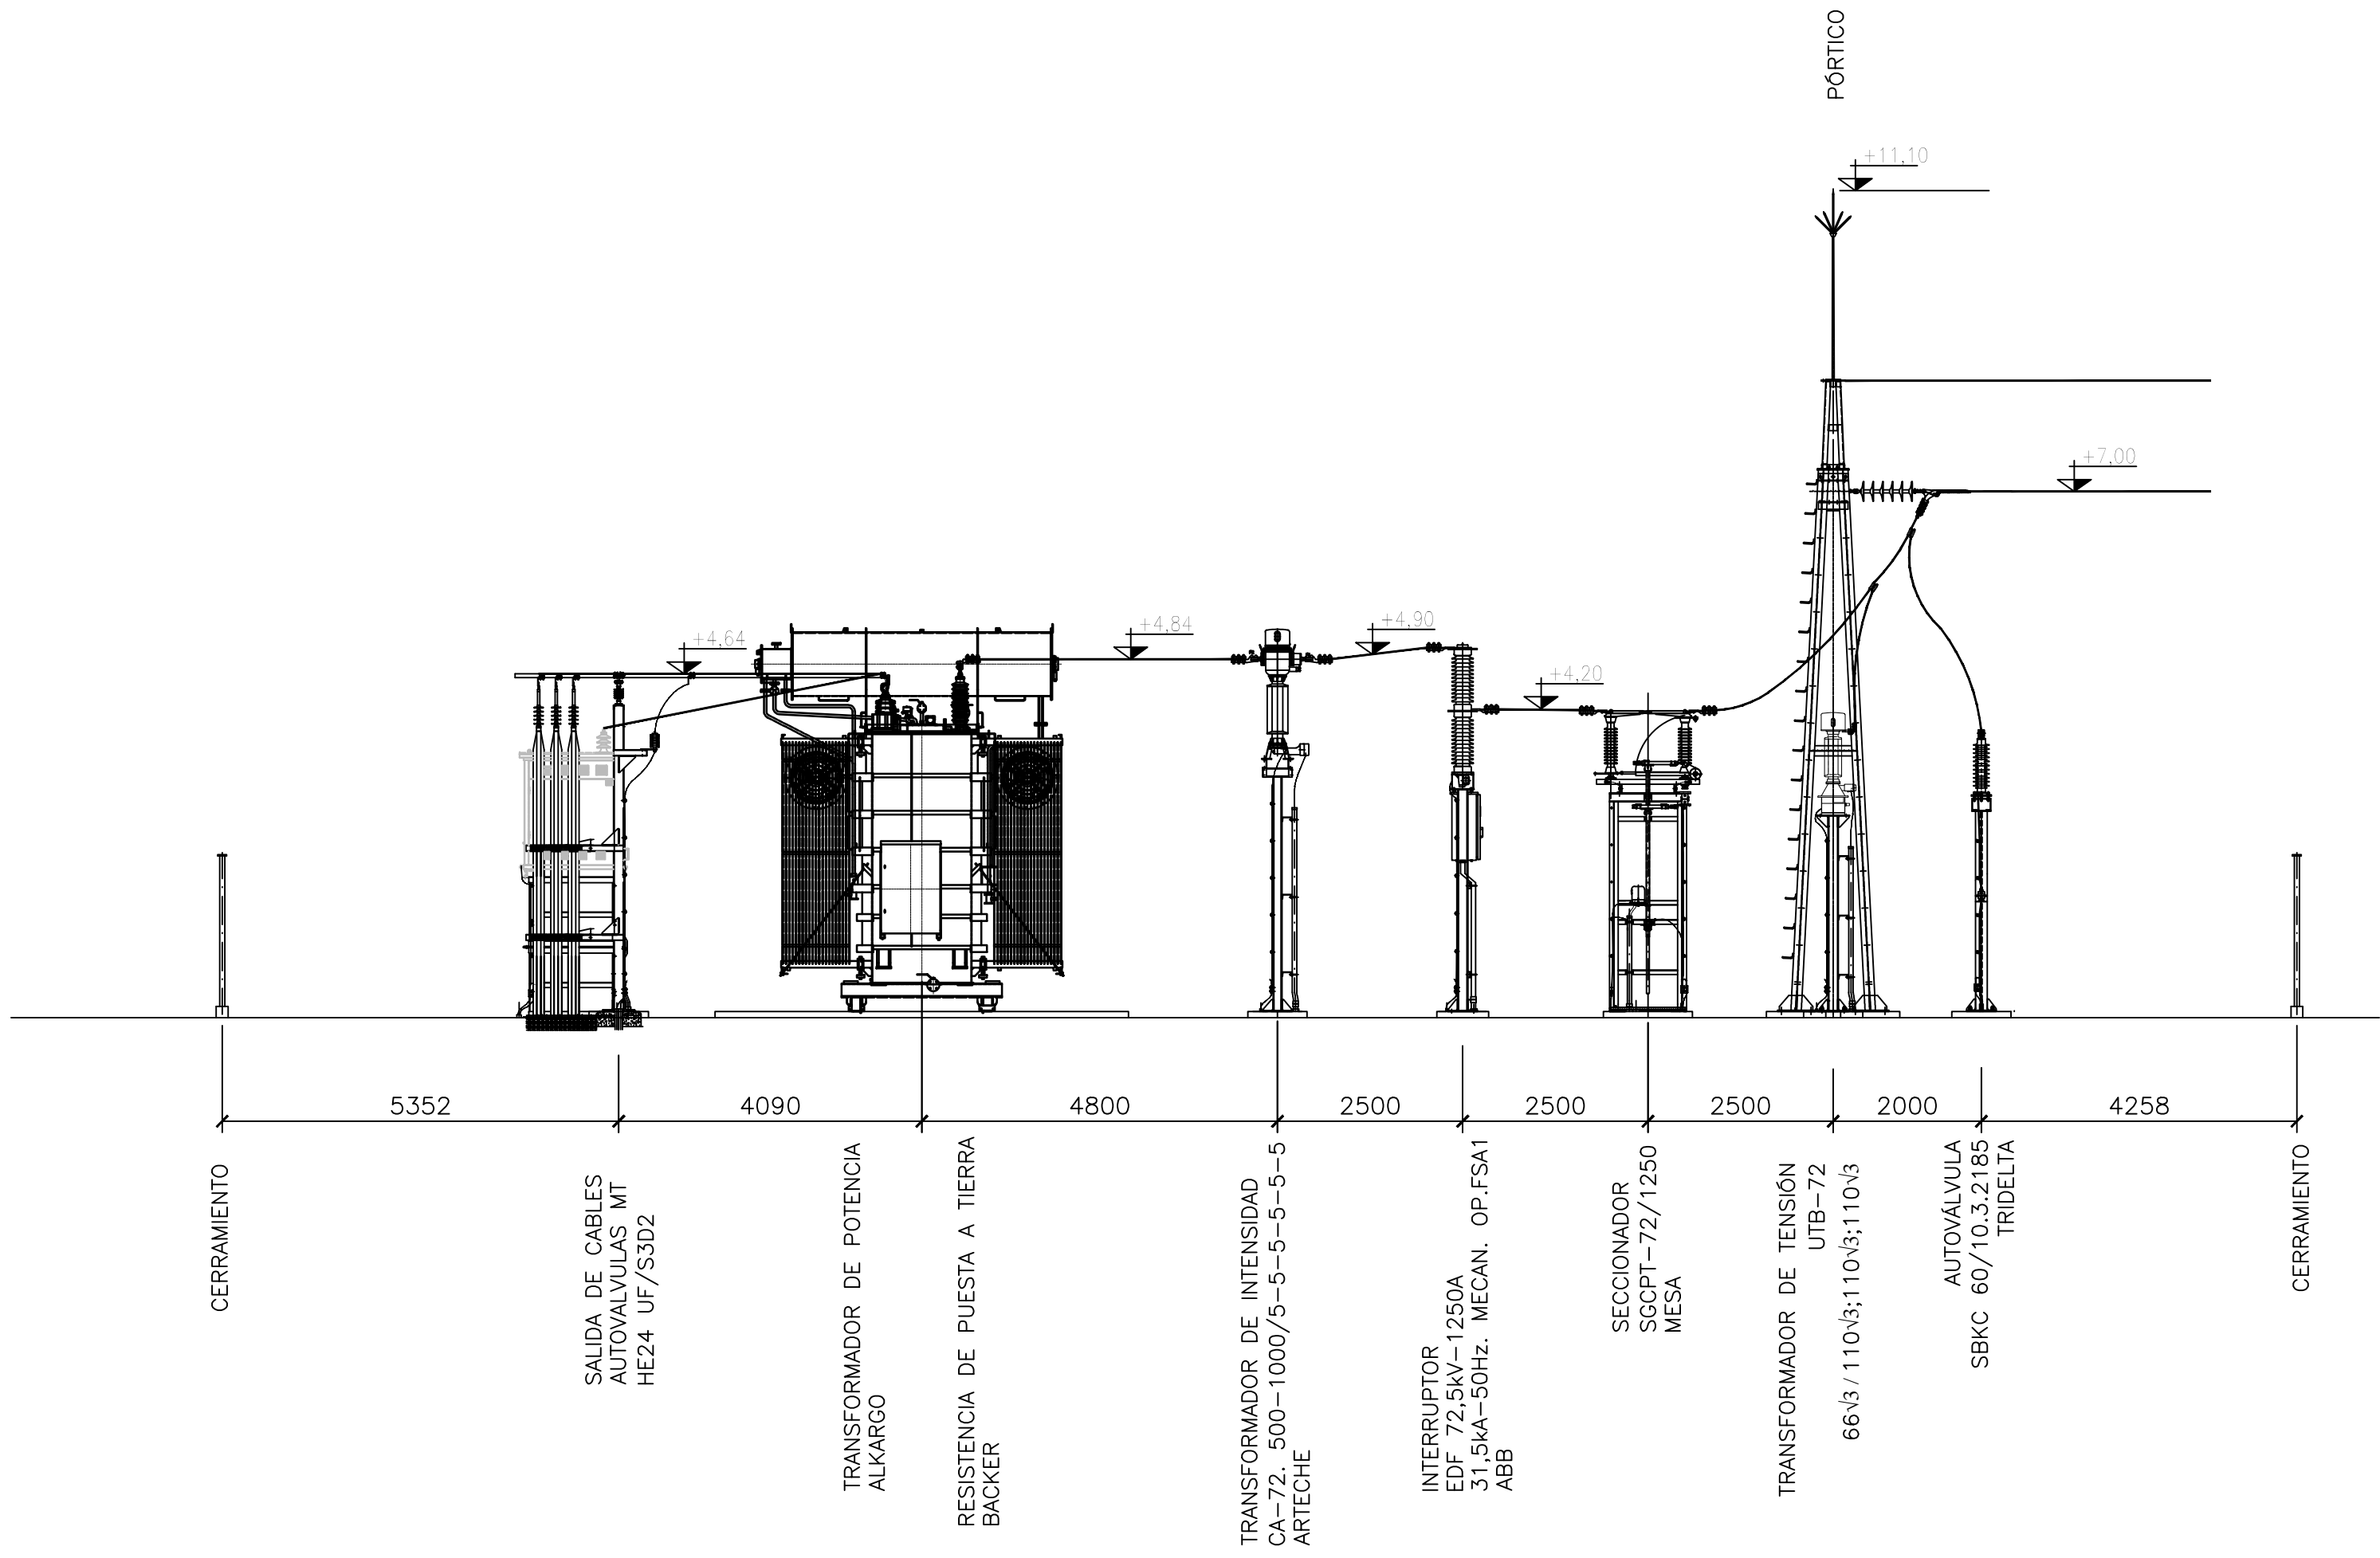 PÓRTICO
+11,10
+7,00
+4,64
+4,84
+4,90
+4,20
5352
4090
4800
2500
2500
2500
2000
4258
CERRAMIENTO
SALIDA DE CABLES
AUTOVALVULAS MT
HE24 UF/S3D2
TRANSFORMADOR DE POTENCIA
ALKARGO
RESISTENCIA DE PUESTA A TIERRA
BACKER
TRANSFORMADOR DE INTENSIDAD
CA-72. 500-1000/5-5-5-5-5-5-5
ARTECHE
INTERRUPTOR
EDF 72,5kV-1250A
31,5kA-50Hz. MECAN. OP.FSA1
ABB
SECCIONADOR
SGCPT-72/1250
MESA
TRANSFORMADOR DE TENSIÓN
UTB-72
66√3/110√3;110√3;110√3
AUTOVÁLVULA
SBKC 60/10.3.2185
TRIDELTA
CERRAMIENTO